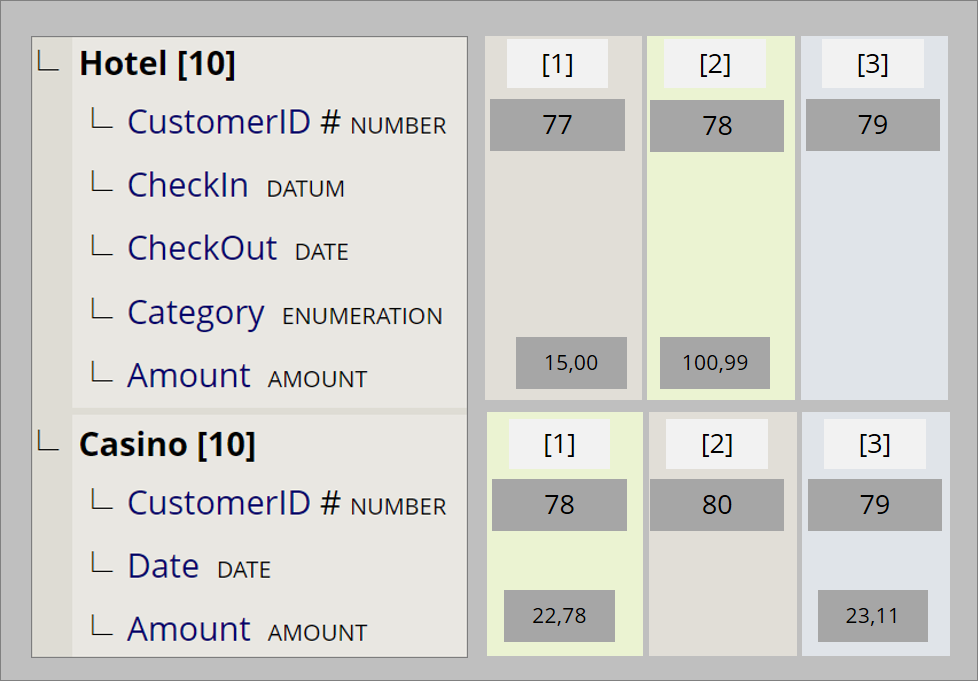 Hotel [10] [1] [2] [3]
CustomerID # NUMBER 77 78 79
CheckIn DATUM
CheckOut DATE
Category ENUMERATION
Amount AMOUNT 15,00 100,99
Casino [10] [1] [2] [3]
CustomerID # NUMBER 78 80 79
Date DATE
Amount AMOUNT 22,78 23,11